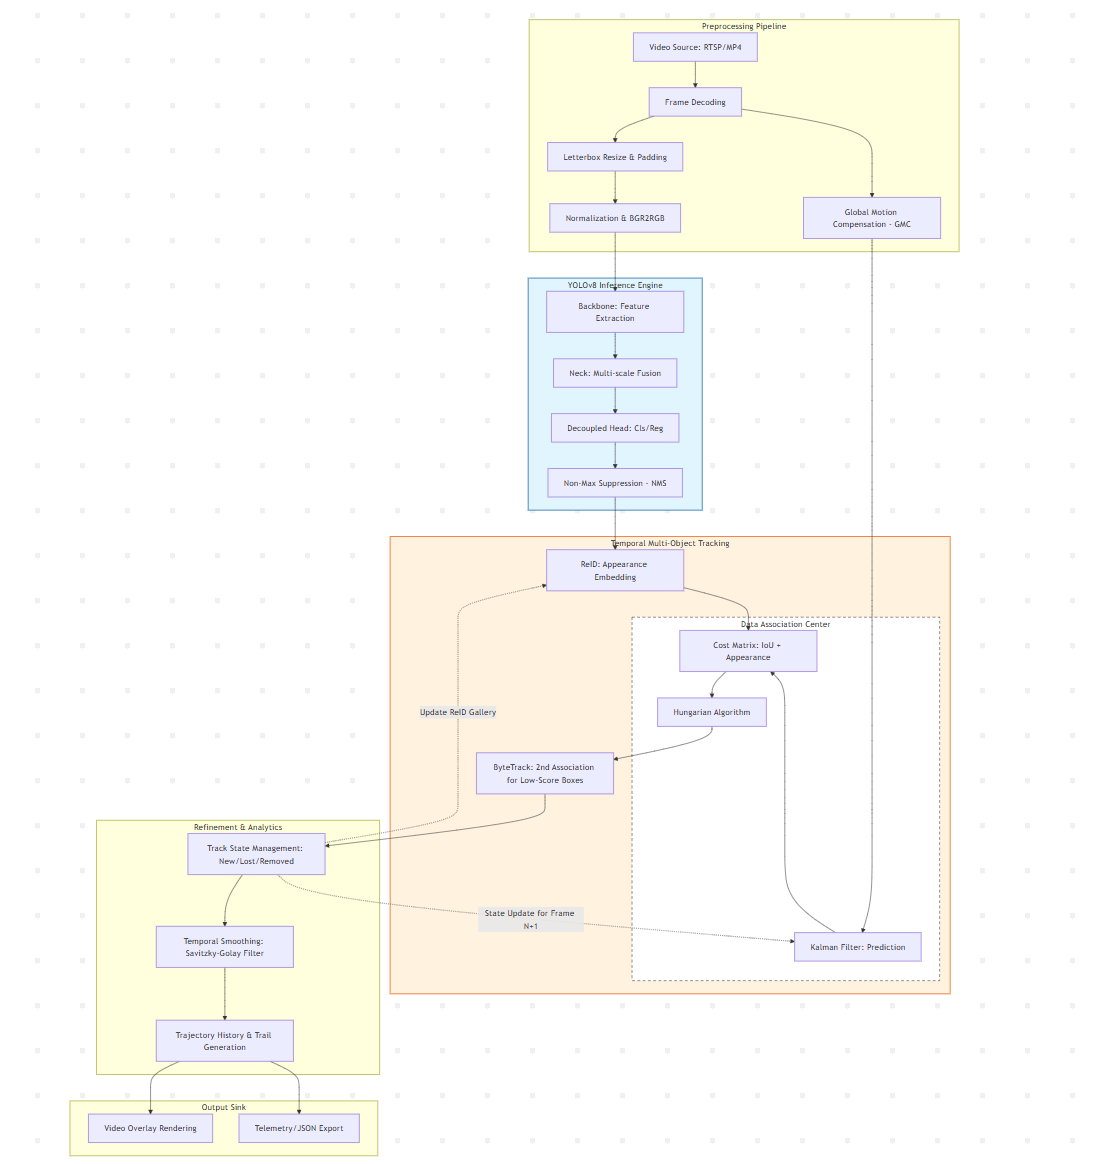 Preprocessing Pipeline
Video Source: RTSP/MP4
Frame Decoding
Letterbox Resize & Padding
Global Motion
Compensation - GMC
Normalization & BGR2RGB
YOLOv8 Inference Engine
Backbone: Feature
Extraction
Neck: Multi-scale Fusion
Decoupled Head: Cls/Reg
Non-Max Suppression - NMS
Temporal Multi-Object Tracking
ReID: Appearance
Embedding
Data Association Center
Cost Matrix: IoU +
Appearance
Update ReID Gallery
Hungarian Algorithm
ByteTrack: 2nd Association
for Low-Score Boxes
Refinement & Analytics
Track State Management:
New/Lost/Removed
State Update for Frame
N+1
Kalman Filter: Prediction
Temporal Smoothing:
Savitzky-Golay Filter
Trajectory History & Trail
Generation
Output Sink
Video Overlay Rendering
Telemetry/JSON Export